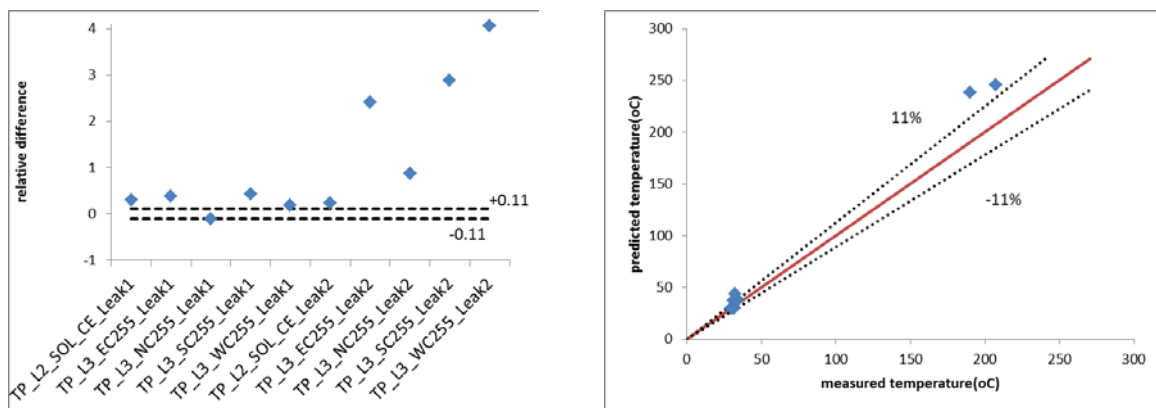 relative difference
4
3
2
1
0
-1
+0.11
-0.11
TP_L2_SOL_CE_Leak1
TP_L3_EC255_Leak1
TP_L3_NC255_Leak1
TP_L3_SC255_Leak1
TP_L3_WC255_Leak1
TP_L2_SOL_CE_Leak2
TP_L3_EC255_Leak2
TP_L3_NC255_Leak2
TP_L3_SC255_Leak2
TP_L3_WC255_Leak2
predicted temperature(oC)
300
250
200
150
100
50
0
11%
-11%
0 50 100 150 200 250 300
measured temperature(oC)